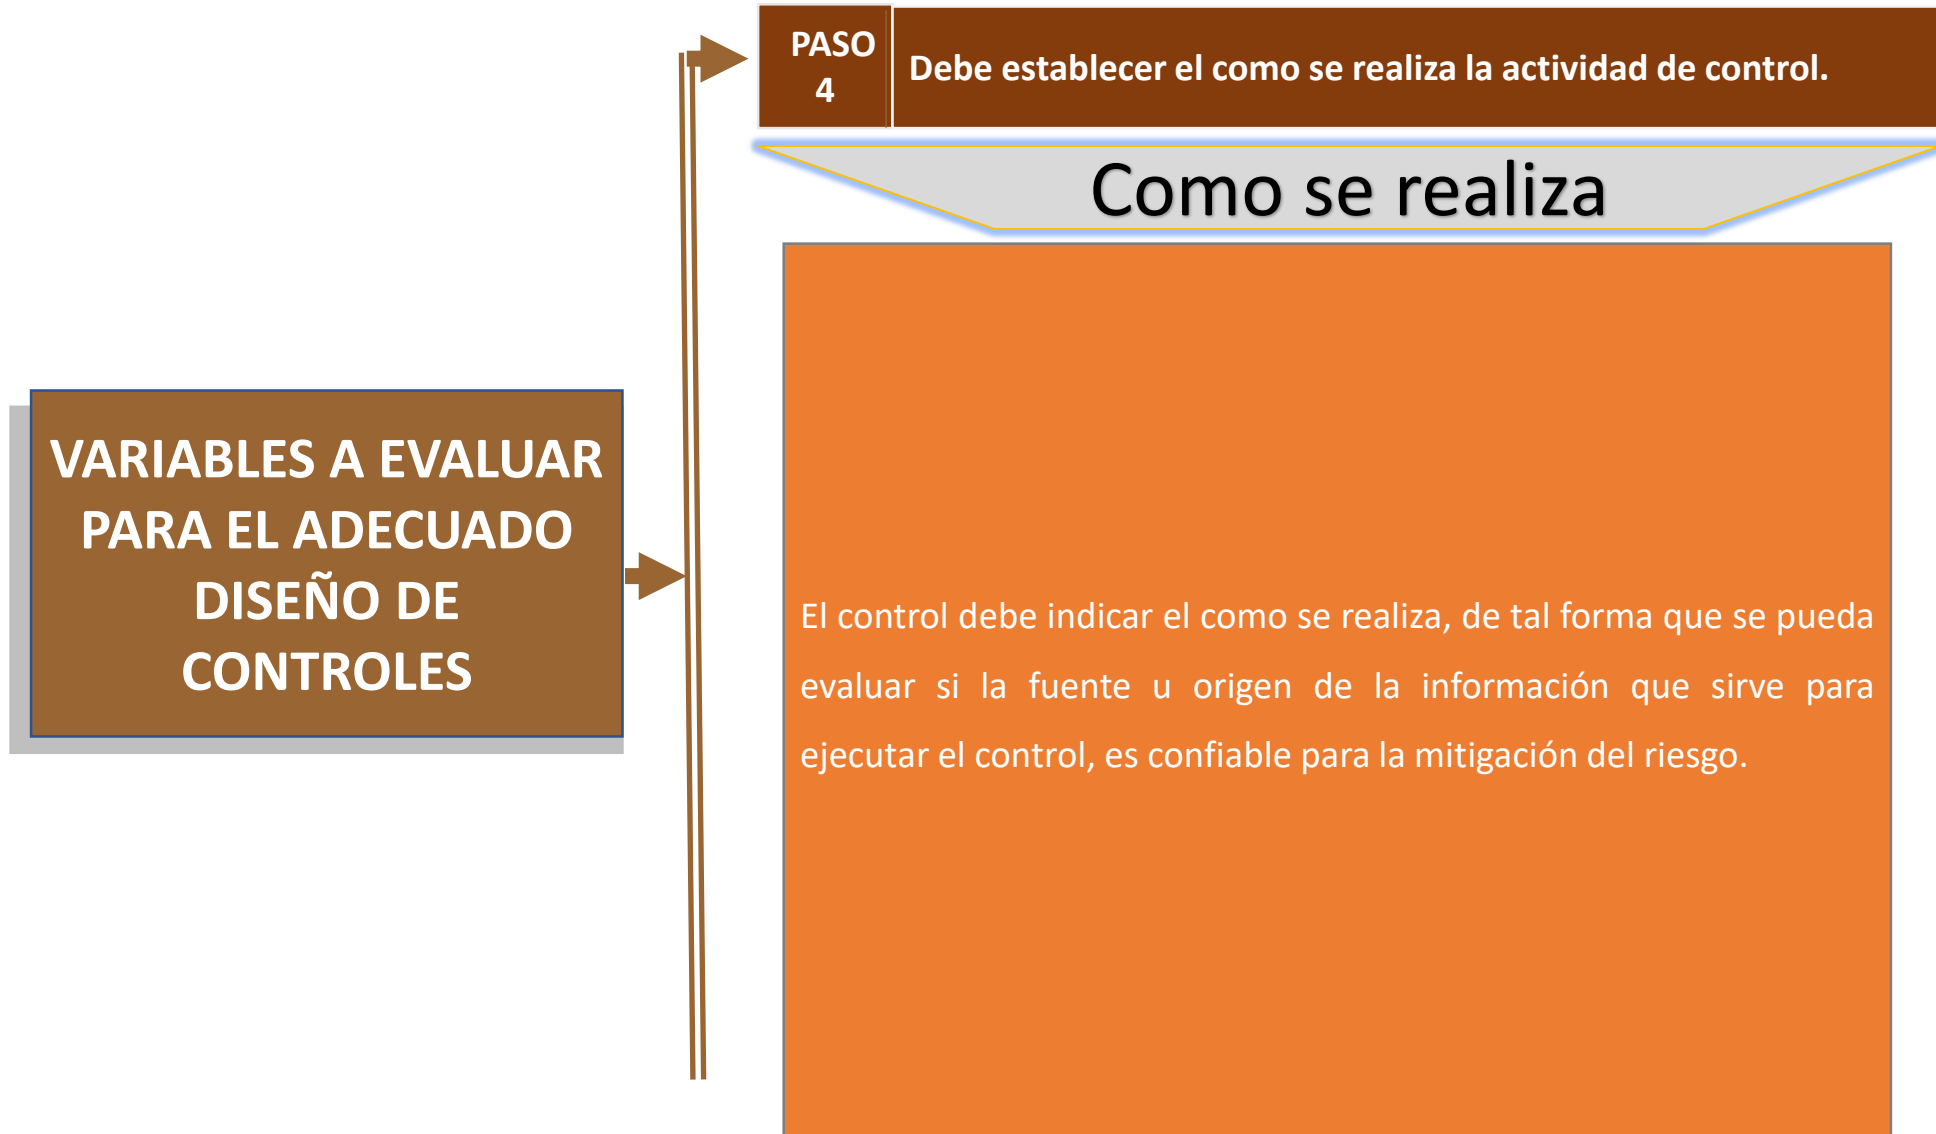 PASO
4
Debe establecer el como se realiza la actividad de control.
Como se realiza
VARIABLES A EVALUAR
PARA EL ADECUADO
DISEÑO DE
CONTROLES
El control debe indicar el como se realiza, de tal forma que se pueda
evaluar si la fuente u origen de la información que sirve para
ejecutar el control, es confiable para la mitigación del riesgo.